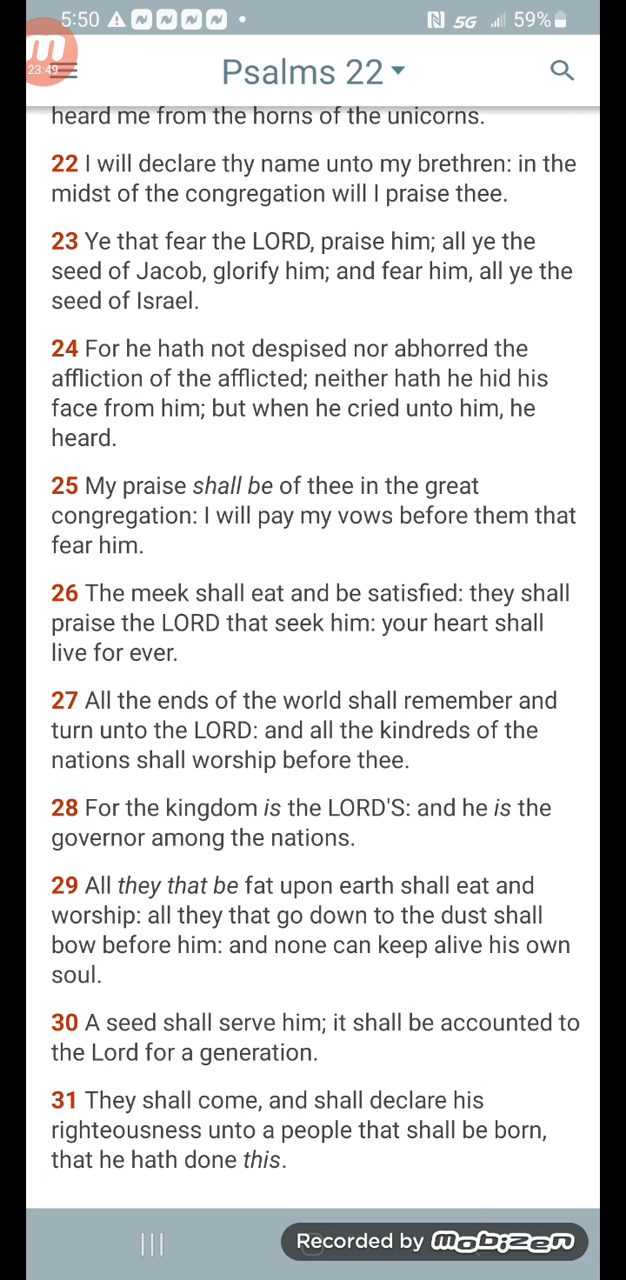 5:50
5G
59%
23:49
Psalms 22
heard me from the horns of the unicorns.
22 I will declare thy name unto my brethren: in the
midst of the congregation will I praise thee.
23 Ye that fear the LORD, praise him; all ye the
seed of Jacob, glorify him; and fear him, all ye the
seed of Israel.
24 For he hath not despised nor abhorred the
affliction of the afflicted; neither hath he hid his
face from him; but when he cried unto him, he
heard.
25 My praise shall be of thee in the great
congregation: I will pay my vows before them that
fear him.
26 The meek shall eat and be satisfied: they shall
praise the LORD that seek him: your heart shall
live for ever.
27 All the ends of the world shall remember and
turn unto the LORD: and all the kindreds of the
nations shall worship before thee.
28 For the kingdom is the LORD'S: and he is the
governor among the nations.
29 All they that be fat upon earth shall eat and
worship: all they that go down to the dust shall
bow before him: and none can keep alive his own
soul.
30 A seed shall serve him; it shall be accounted to
the Lord for a generation.
31 They shall come, and shall declare his
righteousness unto a people that shall be born,
that he hath done this.
Recorded by Mobizen